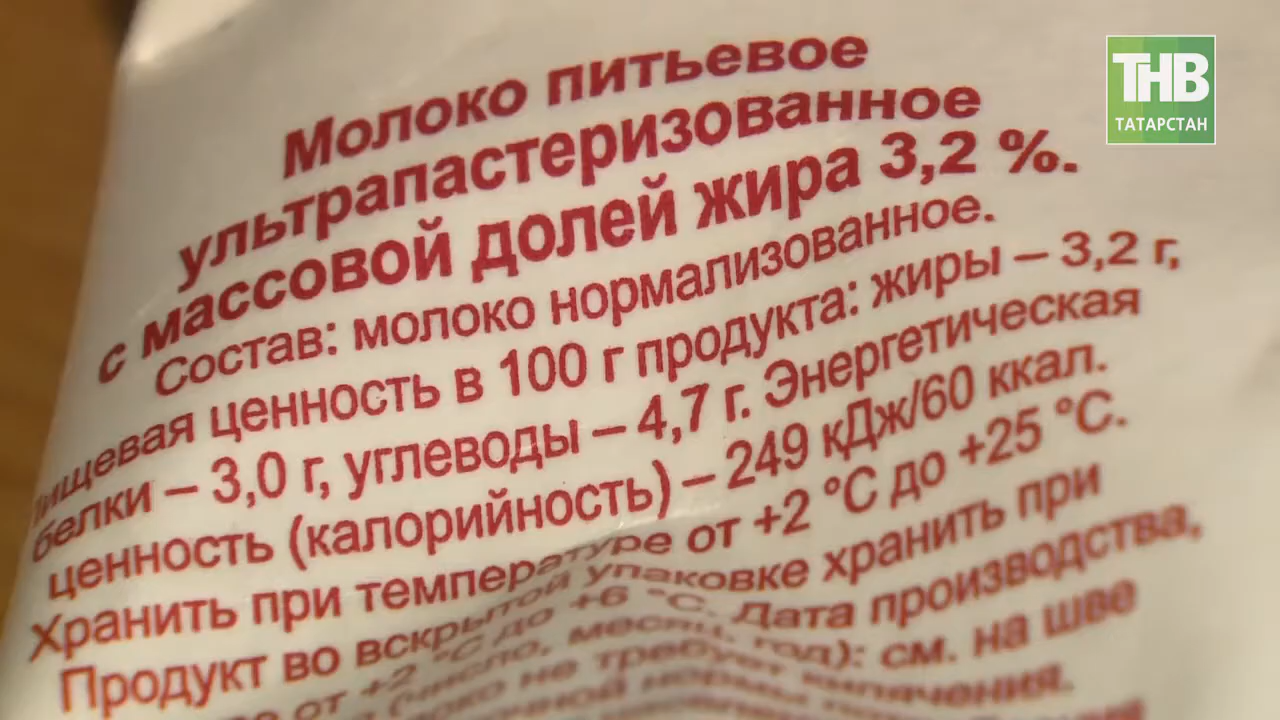 Молоко питьевое
ультрапастеризованное
с массовой долей жира 3,2 %.
Состав: молоко нормализованное.
пищевая ценность в 100 г продукта: жиры – 3,2 г,
белки – 3,0 г, углеводы – 4,7 г. Энергетическая
ценность (калорийность) – 249 кДж/60 ккал.
Хранить при температуре от +2 °С до +25 °С.
Продукт во вскрытой упаковке хранить при
от +2 °С до +6 °С. Дата производства,
(число, месяц, год): см. на шве
не требует кипячения.
ТНВ
ТАТАРСТАН